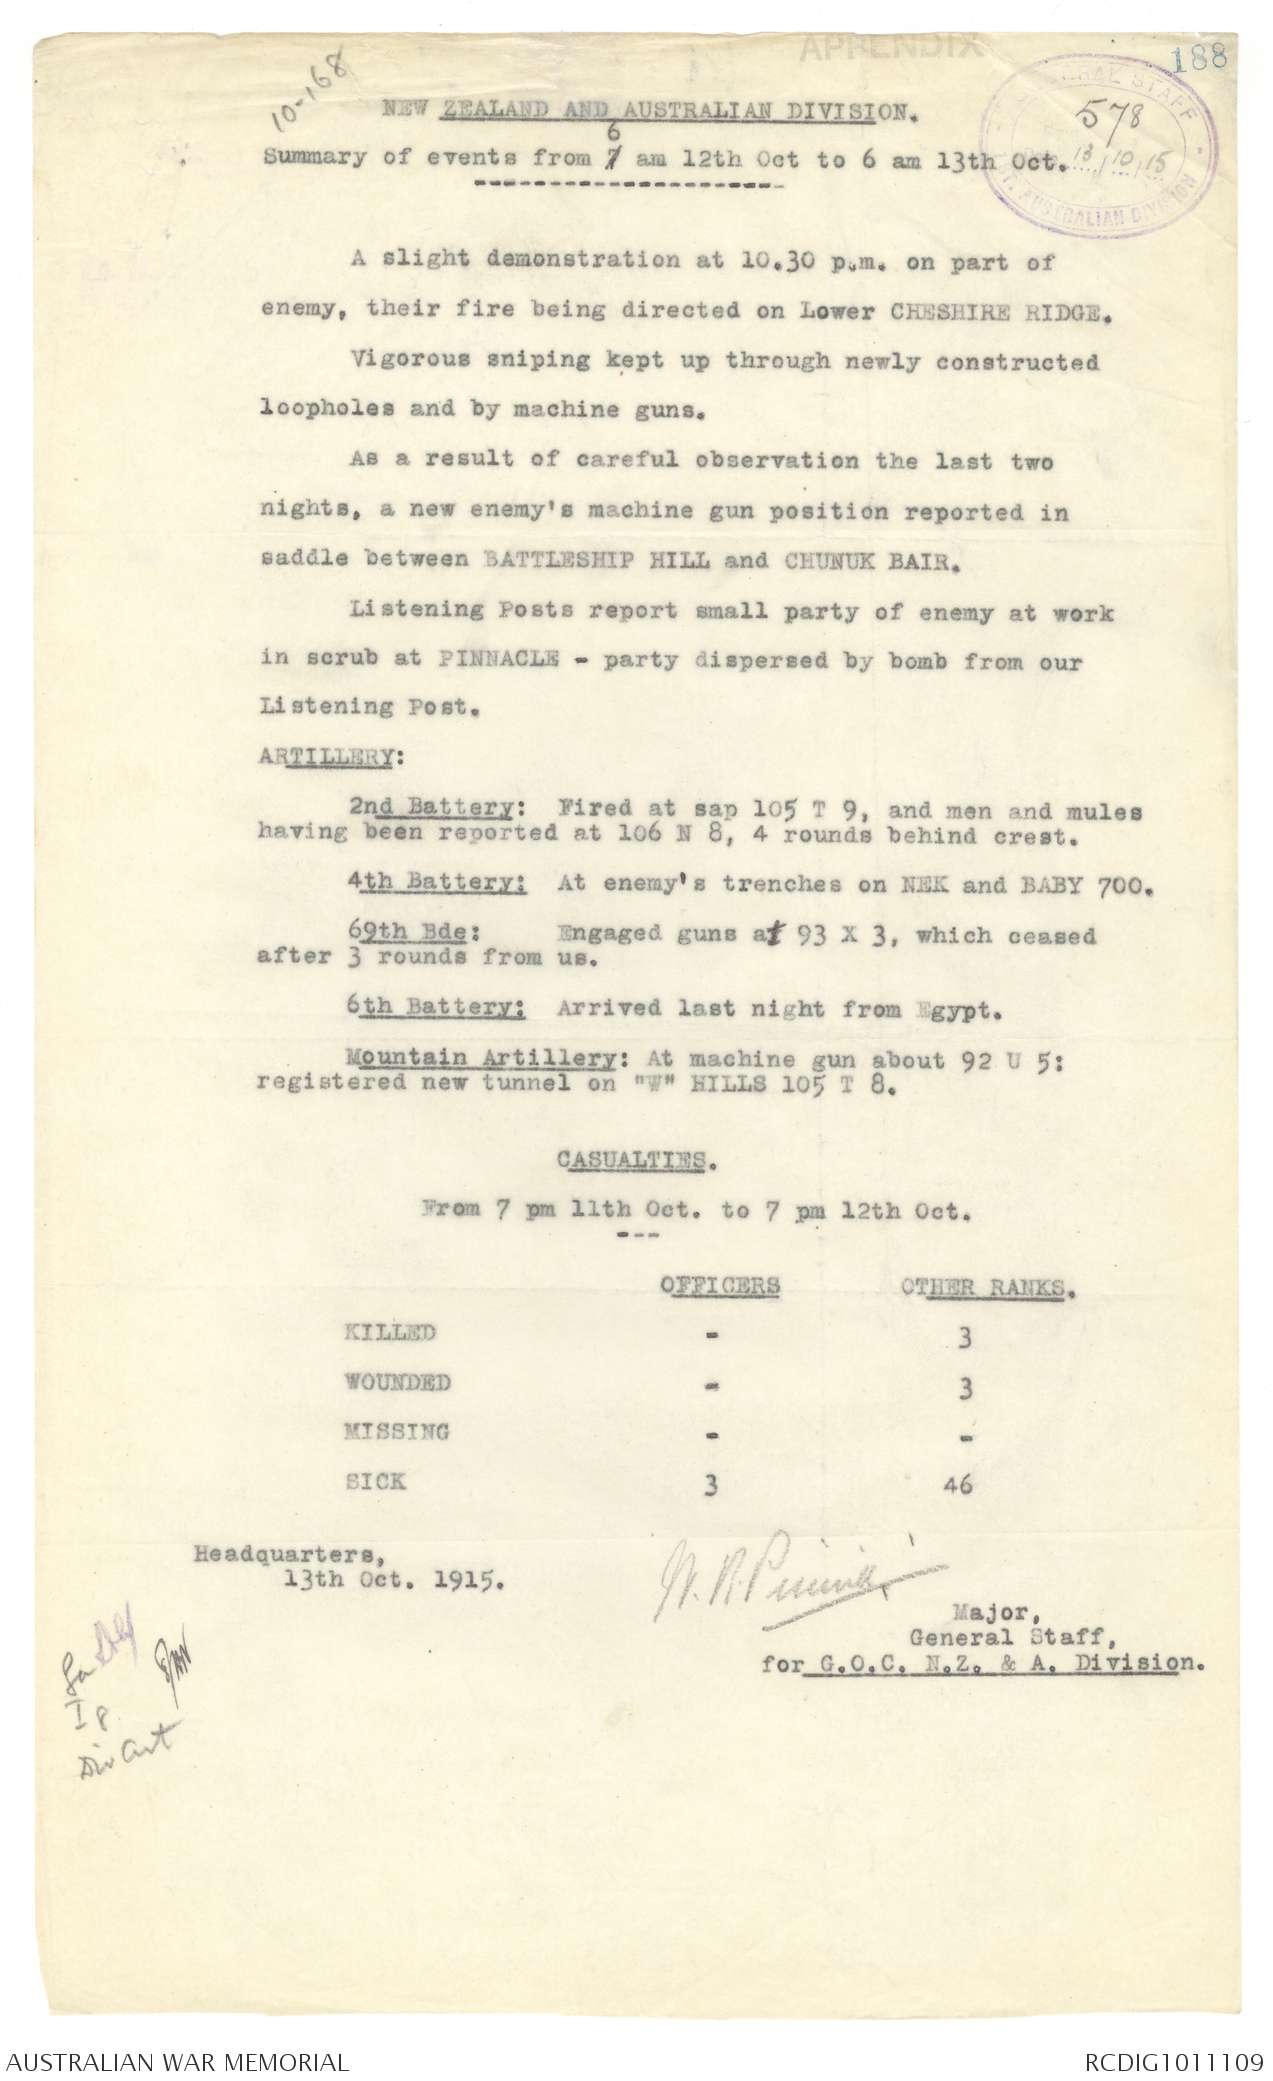 APPENDIX
188
10-168
GENERAL STAFF
578
13/10/15
AUSTRALIAN DIVISION
NEW ZEALAND AND AUSTRALIAN DIVISION.
6
Summary of events from 7 am 12th Oct to 6 am 13th Oct.
A slight demonstration at 10.30 p.m. on part of
enemy, their fire being directed on Lower CHESHIRE RIDGE.
Vigorous sniping kept up through newly constructed
loopholes and by machine guns.
As a result of careful observation the last two
nights, a new enemy's machine gun position reported in
saddle between BATTLESHIP HILL and CHUNUK BAIR.
Listening Posts report small party of enemy at work
in scrub at PINNACLE - party dispersed by bomb from our
Listening Post.
ARTILLERY:
2nd Battery: Fired at sap 105 T 9, and men and mules
having been reported at 106 N 8, 4 rounds behind crest.
4th Battery: At enemy's trenches on NEK and BABY 700.
69th Bde: Engaged guns at 93 X 3, which ceased
after 3 rounds from us.
6th Battery: Arrived last night from Egypt.
Mountain Artillery: At machine gun about 92 U 5:
registered new tunnel on "W" HILLS 105 T 8.
CASUALTIES.
From 7 pm 11th Oct. to 7 pm 12th Oct.
---
OFFICERS OTHER RANKS.
KILLED - 3
WOUNDED - 3
MISSING - -
SICK 3 46
Headquarters,
13th Oct. 1915.
Major,
General Staff,
for G.O.C. N.Z. & A. Division.
Div Art
AUSTRALIAN WAR MEMORIAL
RCDIG1011109